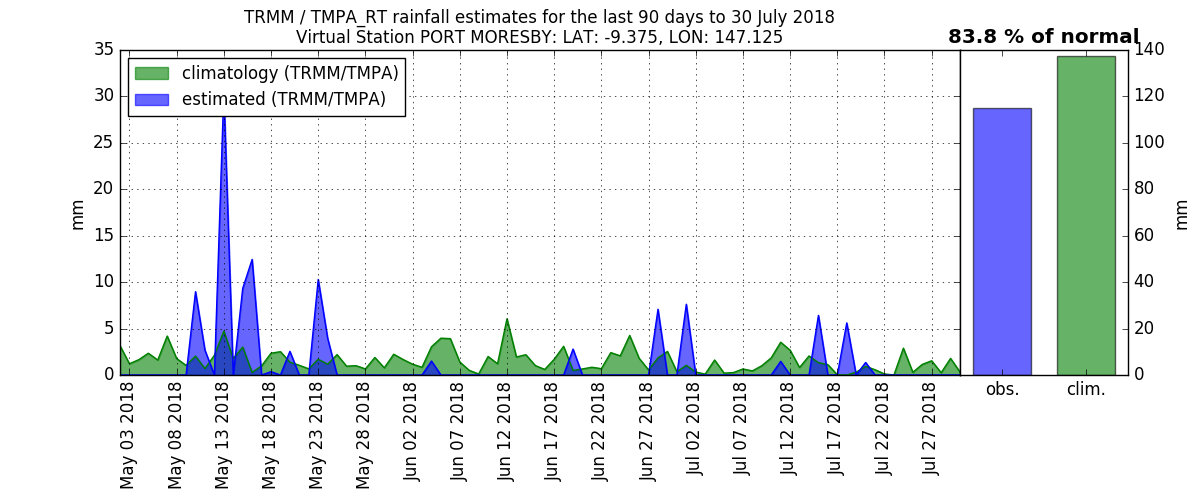 TRMM / TMPA_RT rainfall estimates for the last 90 days to 30 July 2018
Virtual Station PORT MORESBY: LAT: -9.375, LON: 147.125
83.8 % of normal
climatology (TRMM/TMPA)
estimated (TRMM/TMPA)
mm
35
30
25
20
15
10
5
0
May 03 2018
May 08 2018
May 13 2018
May 18 2018
May 23 2018
May 28 2018
Jun 02 2018
Jun 07 2018
Jun 12 2018
Jun 17 2018
Jun 22 2018
Jun 27 2018
Jul 02 2018
Jul 07 2018
Jul 12 2018
Jul 17 2018
Jul 22 2018
Jul 27 2018
obs.
clim.
140
120
100
80
60
40
20
0
mm